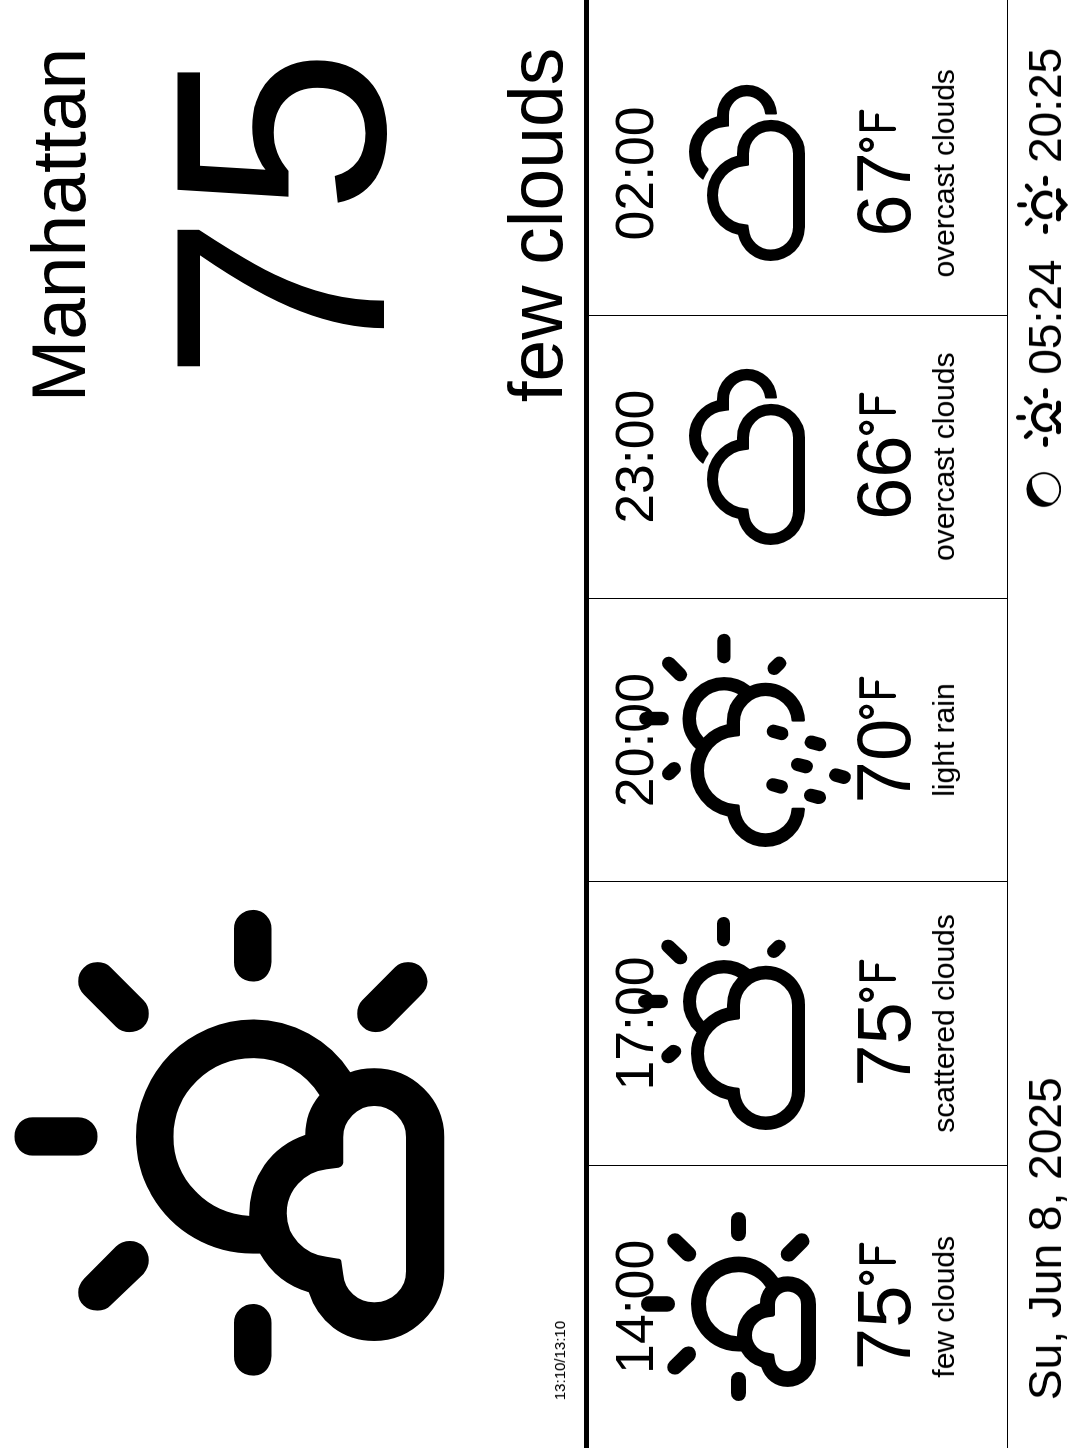 Manhattan
75
few clouds
13:10/13:10
14:00
75°F
few clouds
17:00
75°F
scattered clouds
20:00
70°F
light rain
23:00
66°F
overcast clouds
02:00
67°F
overcast clouds
Su, Jun 8, 2025
05:24 20:25